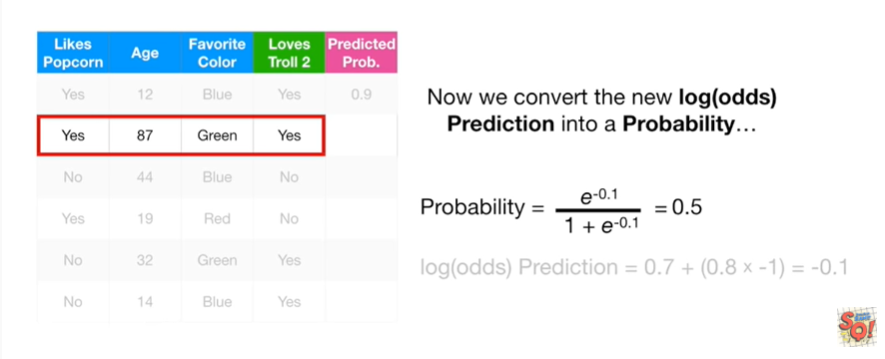 Likes Popcorn Age Favorite Color Loves Troll 2 Predicted Prob.
Yes 12 Blue Yes 0.9
Yes 87 Green Yes
No 44 Blue No
Yes 19 Red No
No 32 Green Yes
No 14 Blue Yes
Now we convert the new log(odds)
Prediction into a Probability…
Probability = e^-0.1 / 1 + e^-0.1 = 0.5
log(odds) Prediction = 0.7 + (0.8 × -1) = -0.1
SQ!